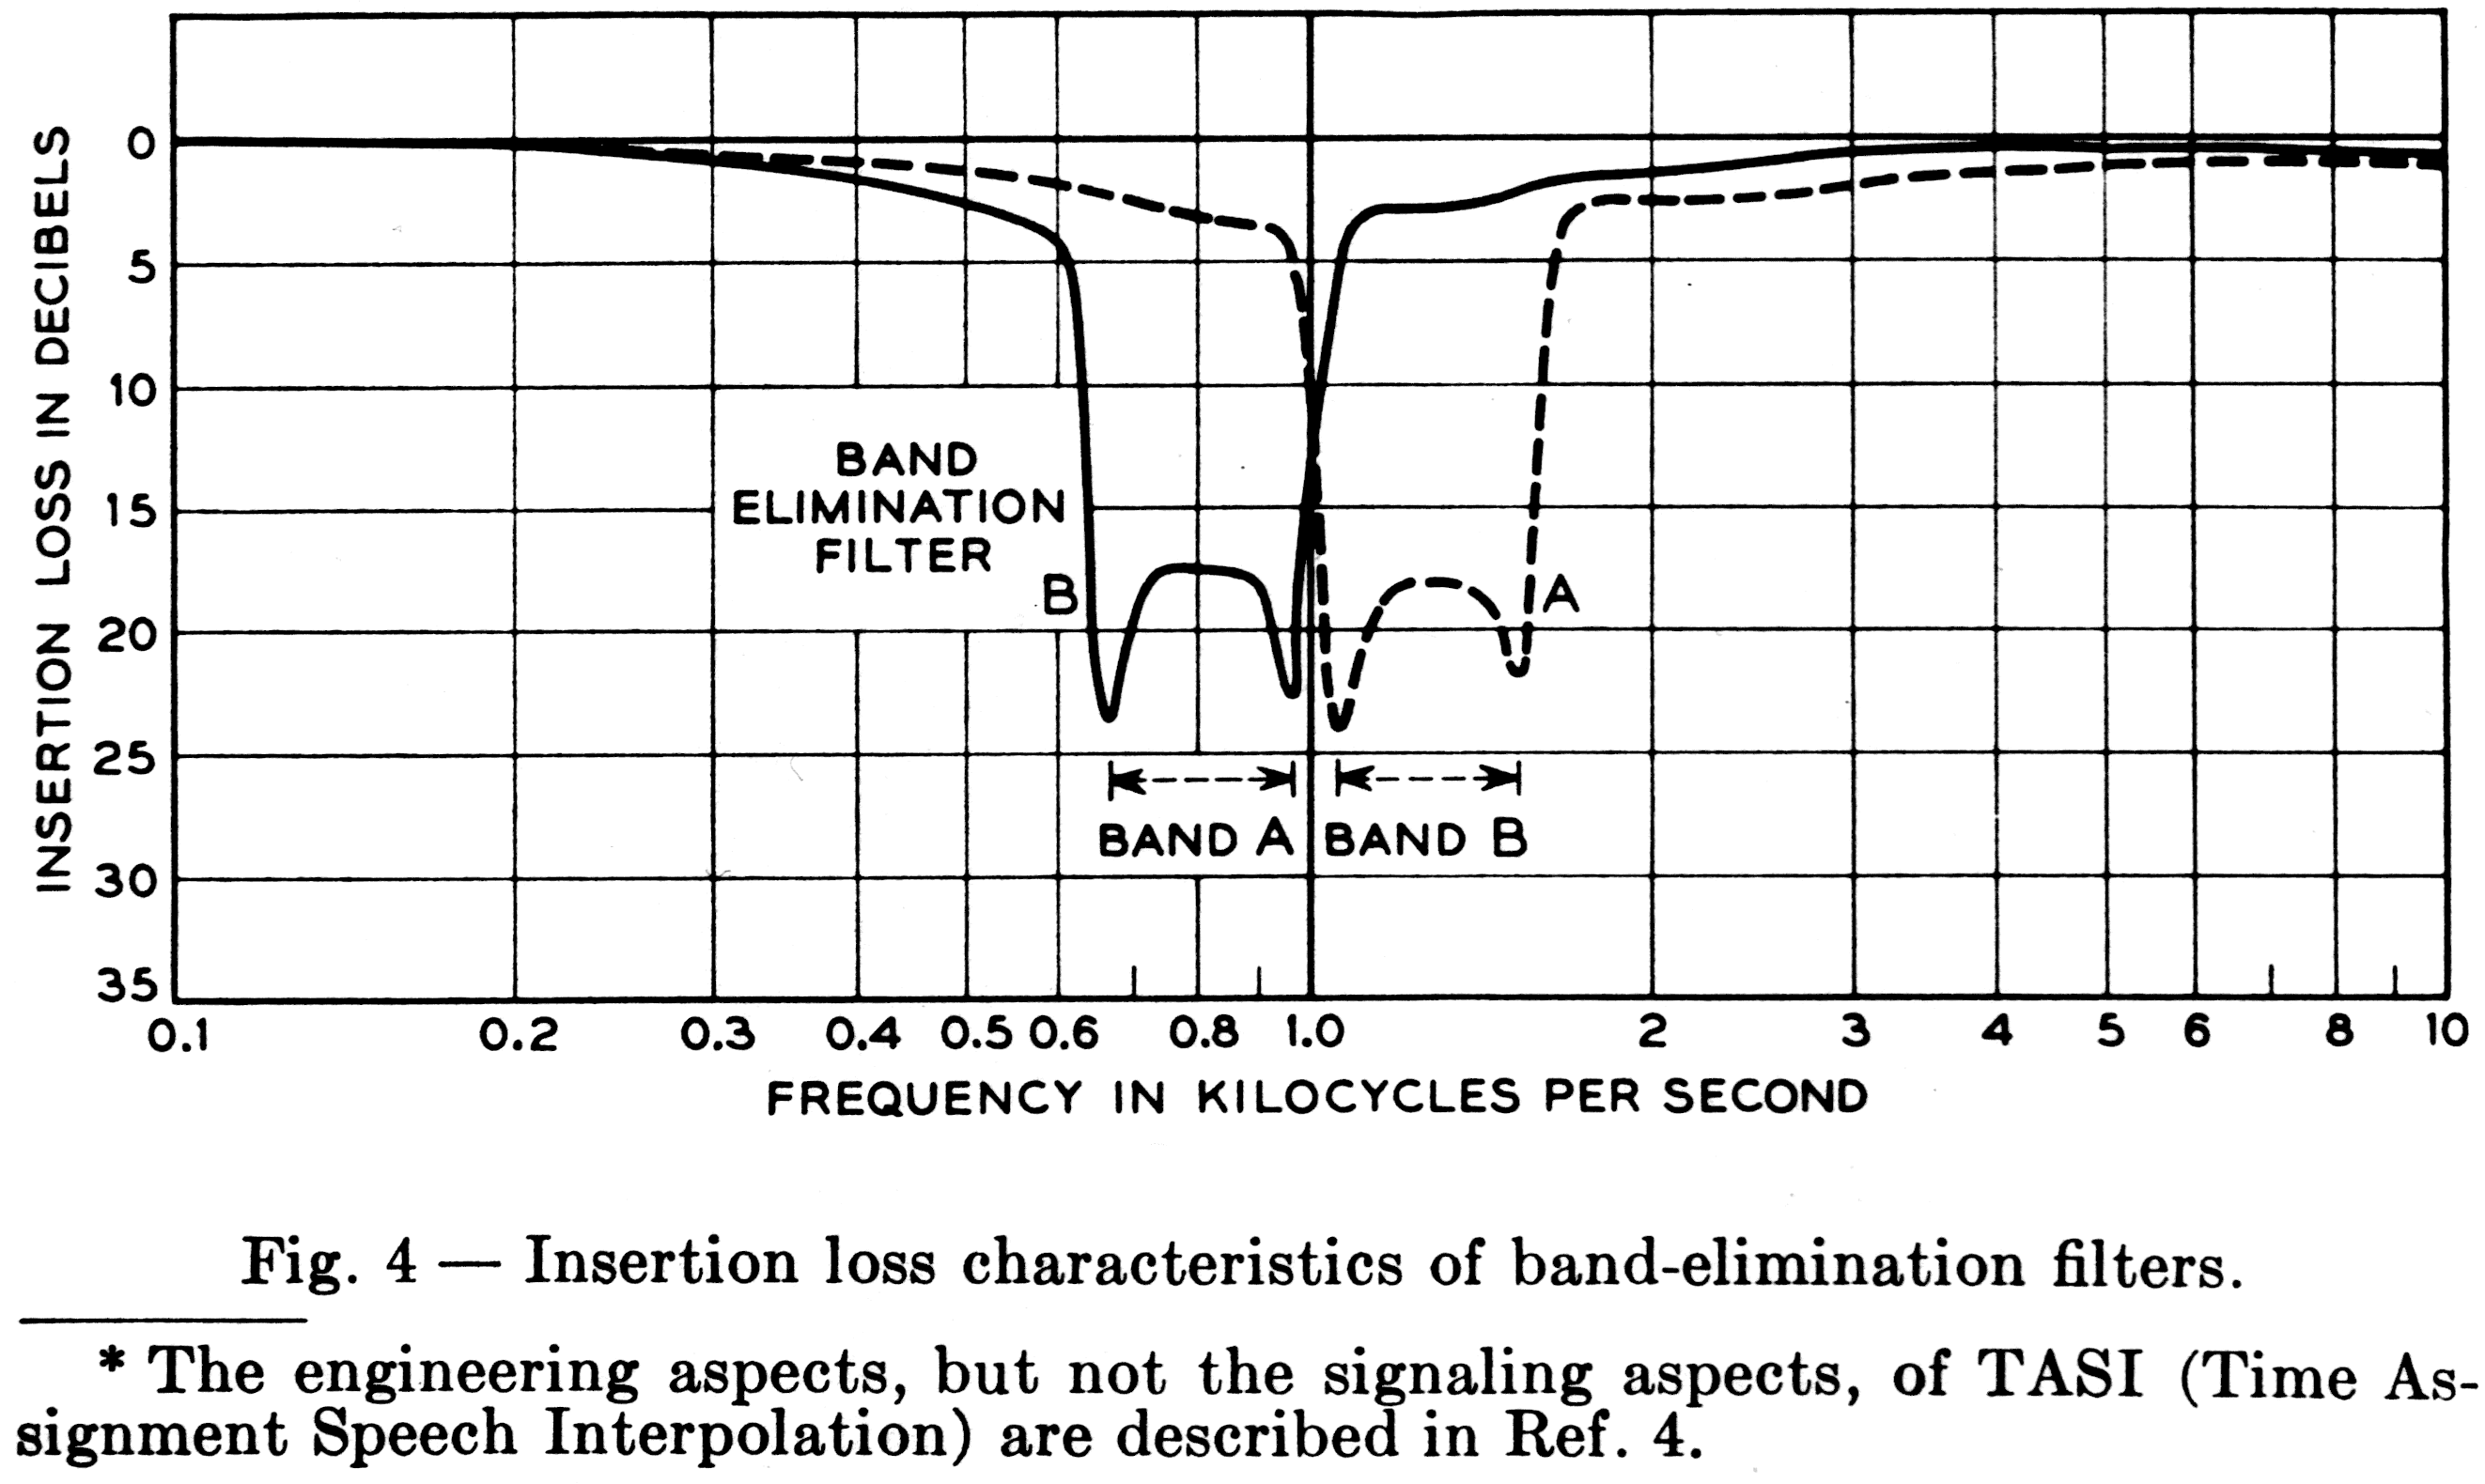 INSERTION LOSS IN DECIBELS
0
5
10
15
20
25
30
35
BAND
ELIMINATION
FILTER
B
A
BAND A
BAND B
0.1 0.2 0.3 0.4 0.5 0.6 0.8 1.0 2 3 4 5 6 8 10
FREQUENCY IN KILOCYCLES PER SECOND
Fig. 4 — Insertion loss characteristics of band-elimination filters.
* The engineering aspects, but not the signaling aspects, of TASI (Time As-
signment Speech Interpolation) are described in Ref. 4.